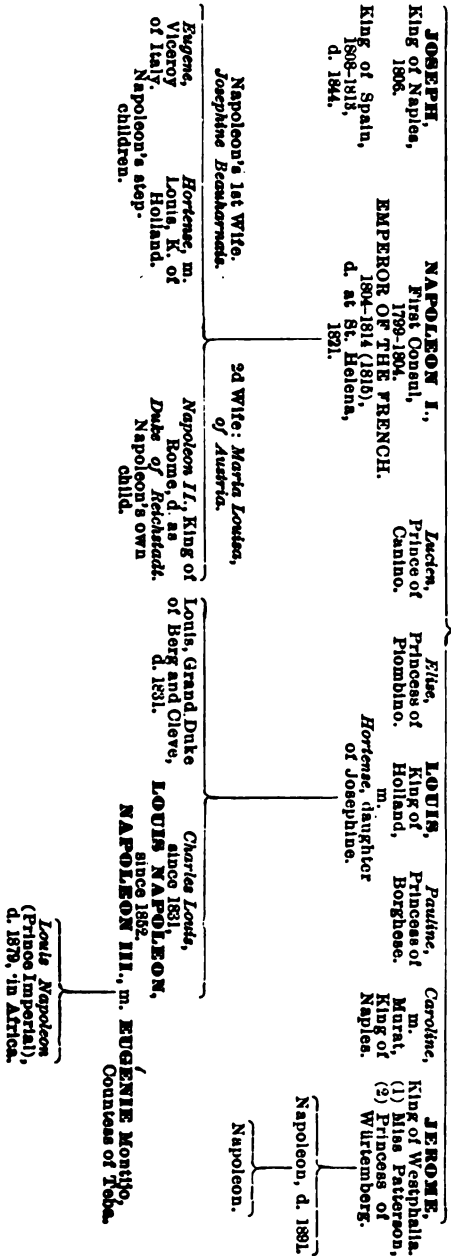 JOSEPH,
King of Naples,
1806.
King of Spain,
1808–1813,
d. 1844.
NAPOLEON I.,
First Consul,
1799–1804.
EMPEROR OF THE FRENCH.
1804–1814 (1815),
d. at St. Helena,
1821.
Lucien,
Prince of
Canino.
Elise,
Princess of
Piombino.
LOUIS,
King of
Holland,
m.
Hortense, daughter
of Josephine.
Pauline,
Princess of
Borghese.
Caroline,
m.
Murat,
King of
Naples.
JEROME,
King of Westphalia.
(1) Miss Patterson,
(2) Princess of
Würtemberg.
Napoleon's 1st Wife.
Josephine Beauharnais.
2d Wife: Maria Louisa,
of Austria.
Eugene,
Viceroy
of Italy.
Hortense, m.
Louis, K. of
Holland.
Napoleon's step-
children.
Napoleon II., King of
Rome, d. as
Duke of Reichstadt.
Napoleon's own
child.
Louis, Grand Duke
of Berg and Cleve,
d. 1831.
Charles Louis,
since 1831,
LOUIS NAPOLEON,
since 1852,
NAPOLEON III., m. EUGÉNIE Montijo,
Countess of Teba.
Louis Napoleon
(Prince Imperial),
d. 1879, in Africa.
Napoleon, d. 1891.
Napoleon.